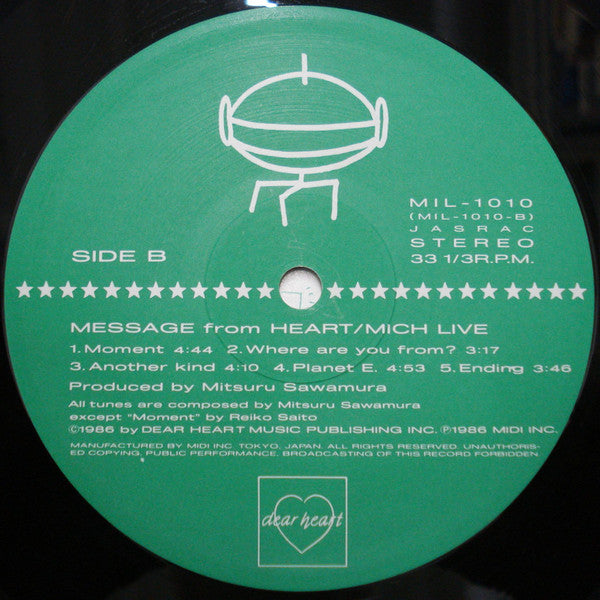 MIL-1010
(MIL-1010-B)
JASRAC
SIDE B
STEREO
33 1/3R.P.M.
MESSAGE from HEART/MICH LIVE
1.Moment 4:44 2.Where are you from? 3:17
3.Another kind 4:10 4.Planet E. 4:53 5.Ending 3:46
Produced by Mitsuru Sawamura
All tunes are composed by Mitsuru Sawamura
except "Moment" by Reiko Saito
©1986 by DEAR HEART MUSIC PUBLISHING INC. ℗1986 MIDI INC.
MANUFACTURED BY MIDI INC. TOKYO, JAPAN. ALL RIGHTS RESERVED. UNAUTHORIS-
ED COPYING, PUBLIC PERFORMANCE, BROADCASTING OF THIS RECORD FORBIDDEN.
dear heart